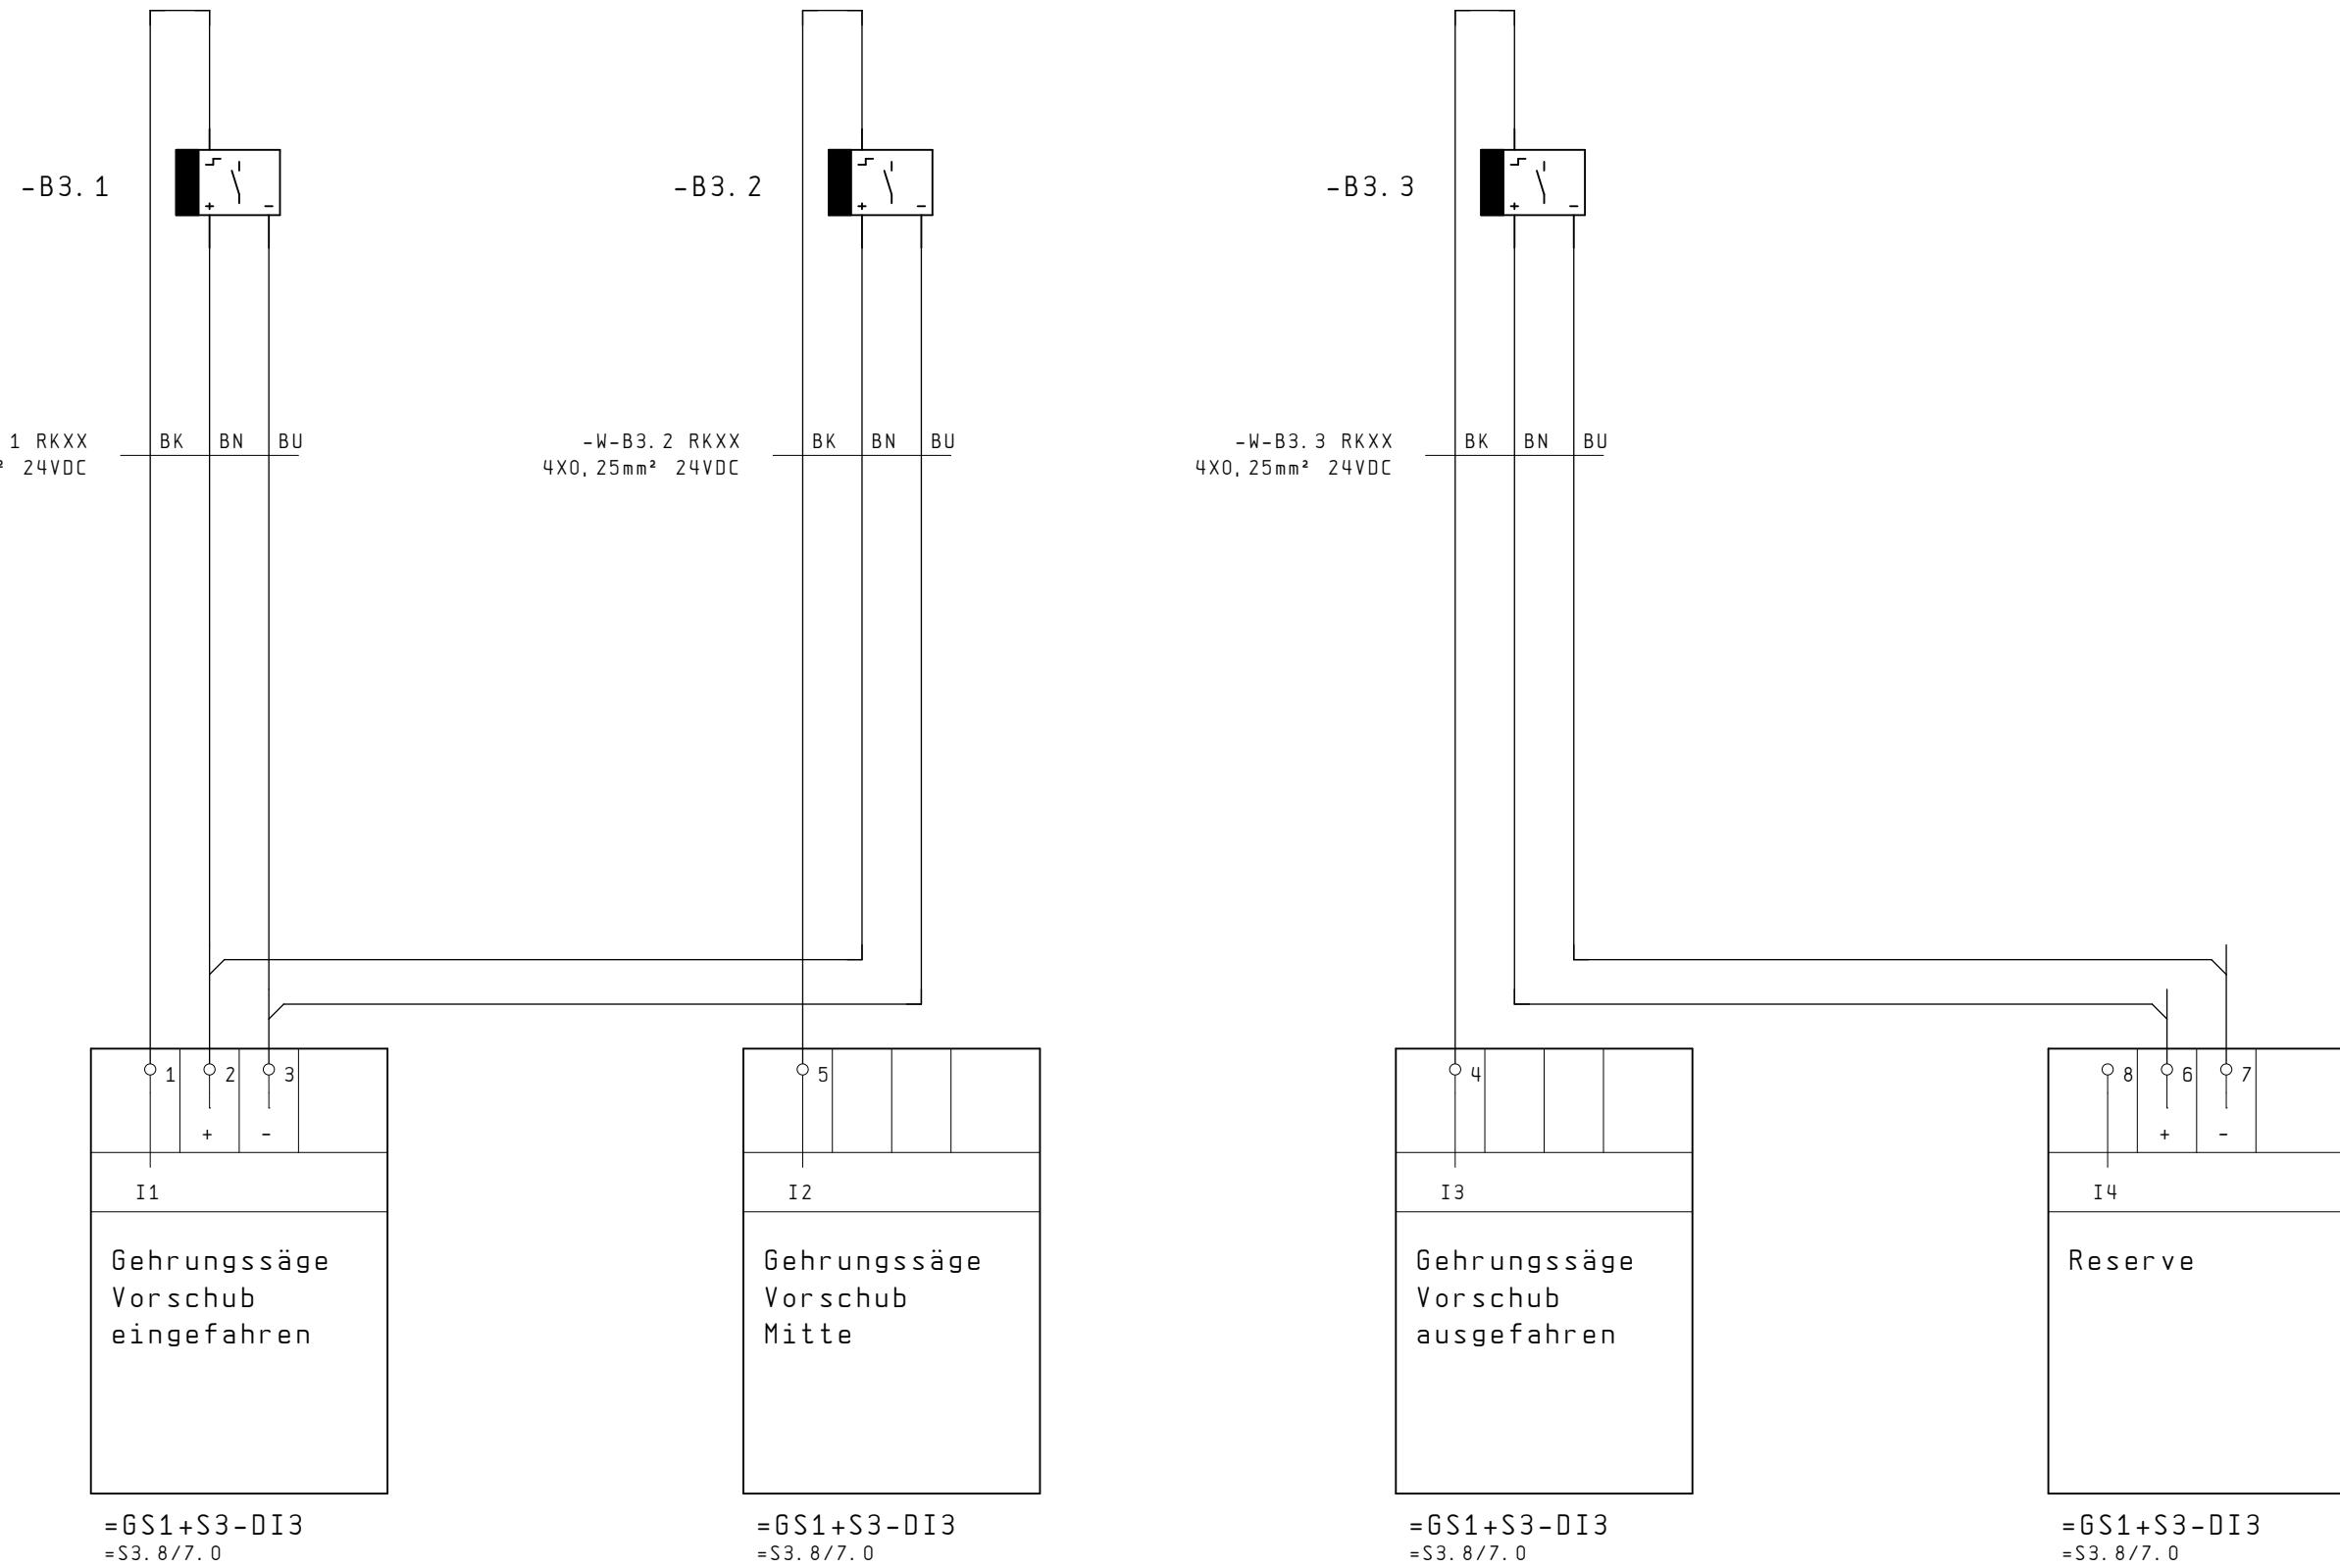 -B3.1
-B3.2
-B3.3
+ -
+ -
+ -
1 RKXX
² 24VDC
BK BN BU
-W-B3.2 RKXX
4X0,25mm² 24VDC
BK BN BU
-W-B3.3 RKXX
4X0,25mm² 24VDC
BK BN BU
1 2 3
+ -
I1
Gehrungssäge
Vorschub
eingefahren
=GS1+S3-DI3
=S3.8/7.0
5
I2
Gehrungssäge
Vorschub
Mitte
=GS1+S3-DI3
=S3.8/7.0
4
I3
Gehrungssäge
Vorschub
ausgefahren
=GS1+S3-DI3
=S3.8/7.0
8 6 7
+ -
I4
Reserve
=GS1+S3-DI3
=S3.8/7.0